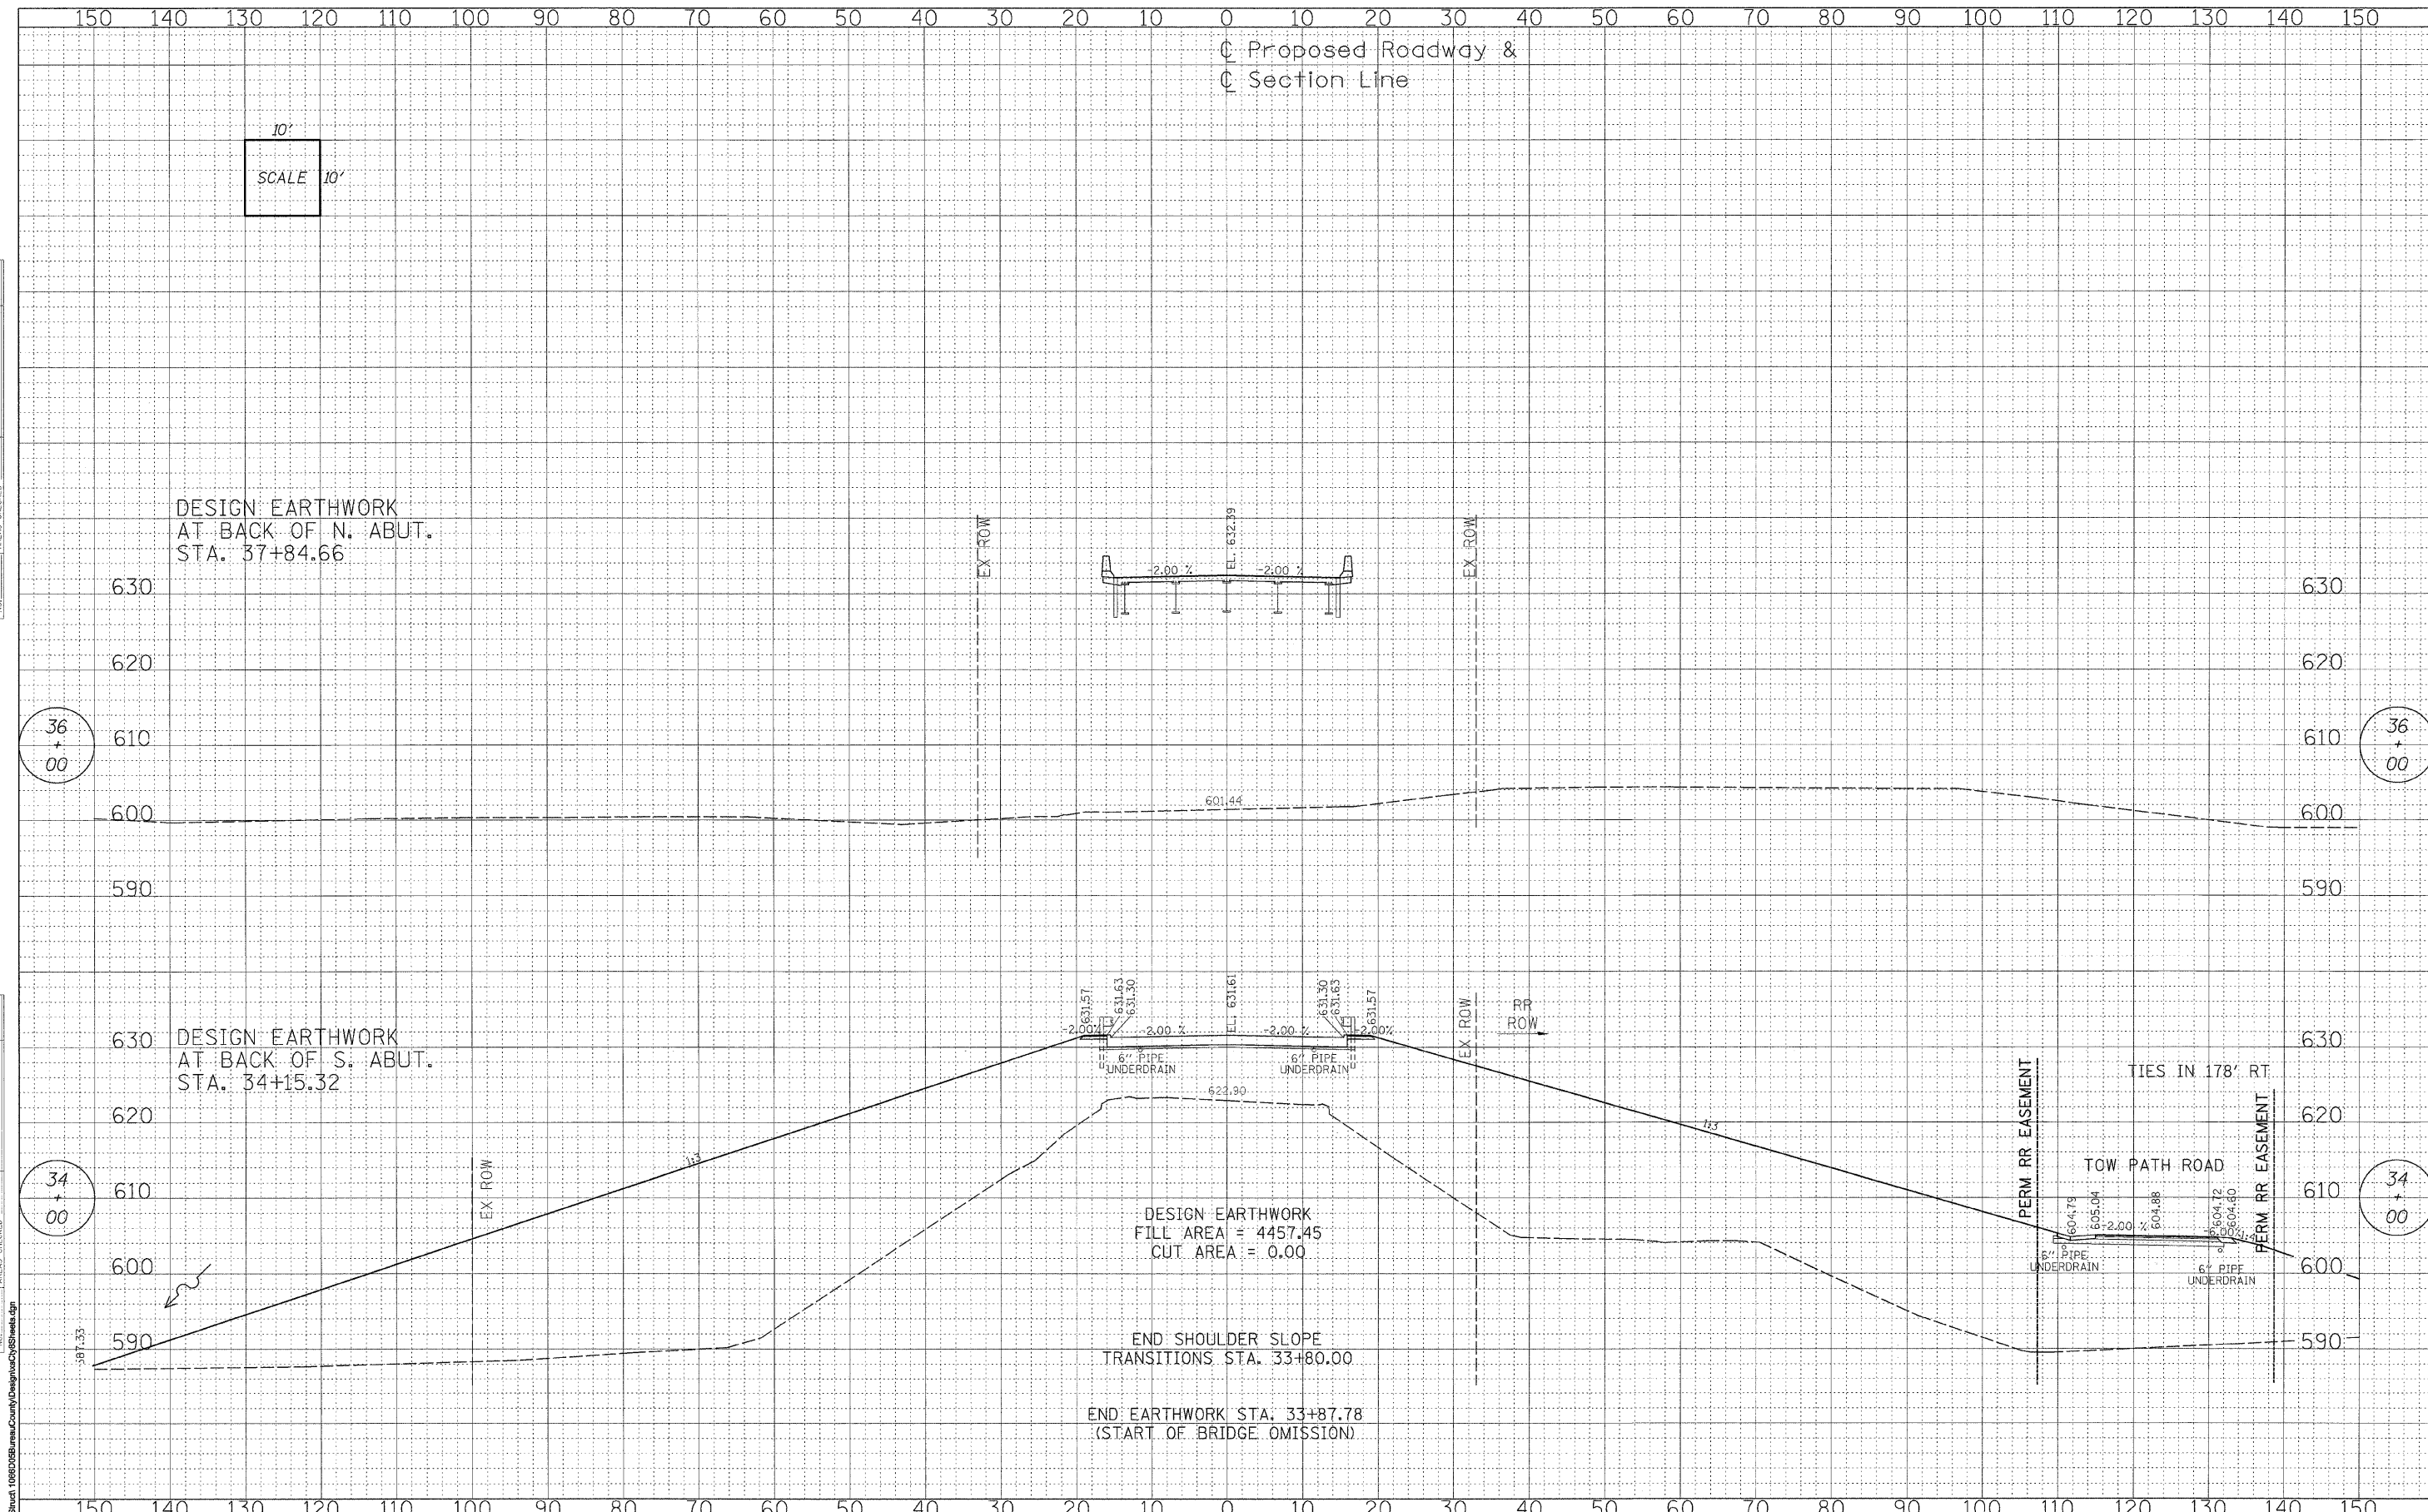 150 140 130 120 110 100 90 80 70 60 50 40 30 20 10 0 10 20 30 40 50 60 70 80 90 100 110 120 130 140 150
℄ Proposed Roadway &
℄ Section Line
10'
SCALE 10'
DESIGN EARTHWORK
AT BACK OF N. ABUT.
STA. 37+84.66
EX ROW
EL. 632.39
EX ROW
-2.00 % -2.00 %
630 630
620 620
36
+
00
610 610
36
+
00
601.44
600 600
590 590
DESIGN EARTHWORK
AT BACK OF S. ABUT.
STA. 34+15.32
631.57
631.63
631.30
EL. 631.61
631.30
631.63
631.57
-2.00% -2.00 % -2.00 % -2.00%
6" PIPE
UNDERDRAIN
6" PIPE
UNDERDRAIN
EX ROW
RR
ROW
630 630
622.90
620 620
1:3
1:3
EX ROW
34
+
00
610 610
34
+
00
PERM RR EASEMENT
TIES IN 178' RT
PERM RR EASEMENT
TOW PATH ROAD
604.79
605.04
604.88
604.72
604.60
-2.00 %
-6.00%
1:4
6" PIPE
UNDERDRAIN
6" PIPE
UNDERDRAIN
DESIGN EARTHWORK
FILL AREA = 4457.45
CUT AREA = 0.00
600 600
587.33
590 590
END SHOULDER SLOPE
TRANSITIONS STA. 33+80.00
END EARTHWORK STA. 33+87.78
(START OF BRIDGE OMISSION)
150 140 130 120 110 100 90 80 70 60 50 40 30 20 10 0 10 20 30 40 50 60 70 80 90 100 110 120 130 140 150